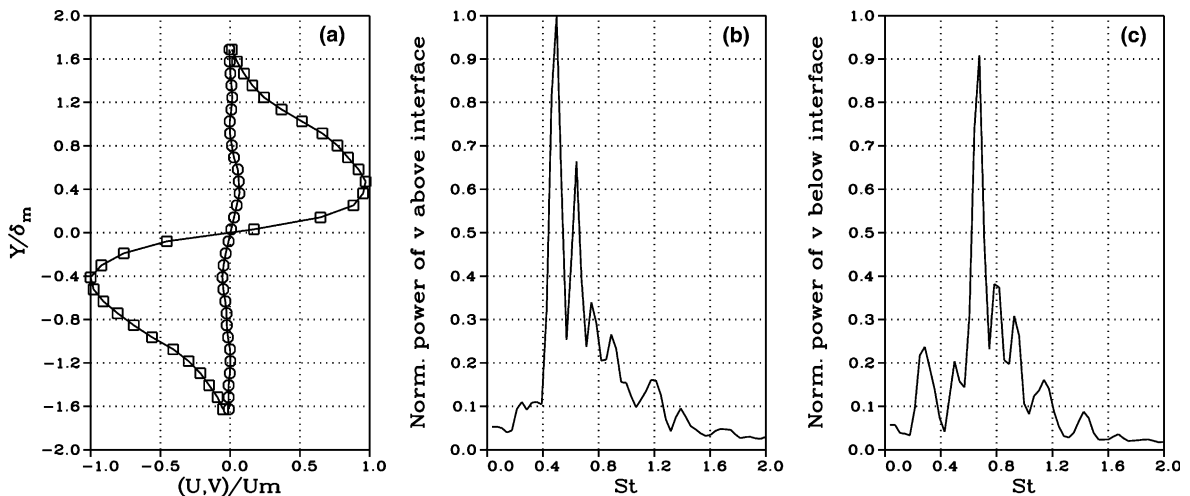 (a)
2.0
1.6
1.2
0.8
0.4
0.0
−0.4
−0.8
−1.2
−1.6
−2.0
Y/δm
−1.0 −0.5 0.0 0.5 1.0
(U,V)/Um
(b)
1.0
0.9
0.8
0.7
0.6
0.5
0.4
0.3
0.2
0.1
0.0
Norm. power of v above interface
0.0 0.4 0.8 1.2 1.6 2.0
St
(c)
1.0
0.9
0.8
0.7
0.6
0.5
0.4
0.3
0.2
0.1
0.0
Norm. power of v below interface
0.0 0.4 0.8 1.2 1.6 2.0
St